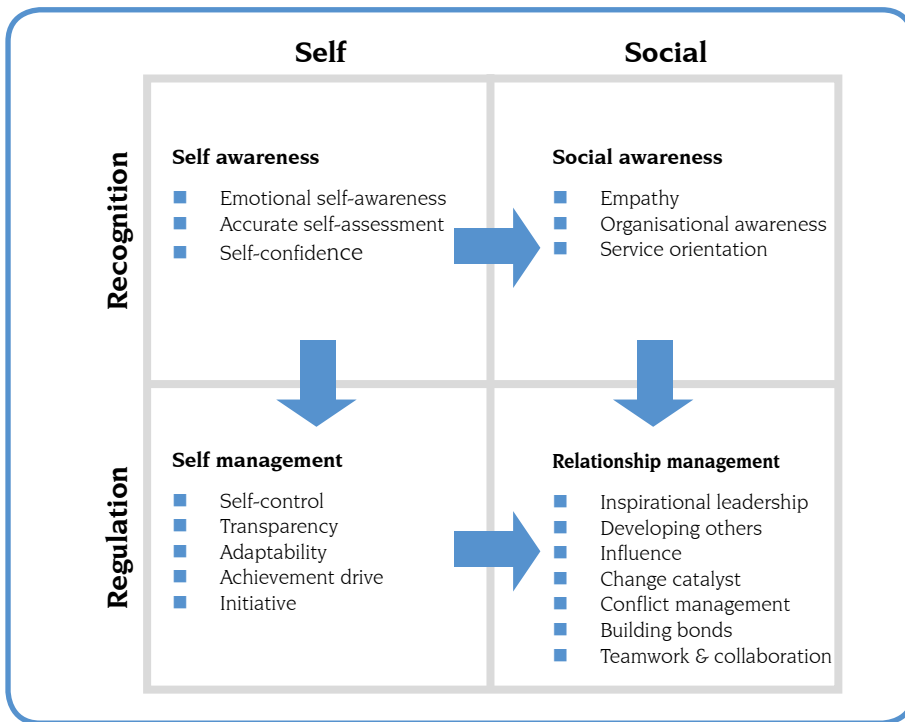 Self
Social
Recognition
Self awareness
Emotional self-awareness
Accurate self-assessment
Self-confidence
Social awareness
Empathy
Organisational awareness
Service orientation
Regulation
Self management
Self-control
Transparency
Adaptability
Achievement drive
Initiative
Relationship management
Inspirational leadership
Developing others
Influence
Change catalyst
Conflict management
Building bonds
Teamwork & collaboration